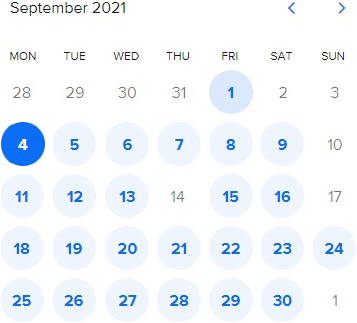 September 2021
MON TUE WED THU FRI SAT SUN
28 29 30 31 1 2 3
4 5 6 7 8 9 10
11 12 13 14 15 16 17
18 19 20 21 22 23 24
25 26 27 28 29 30 1